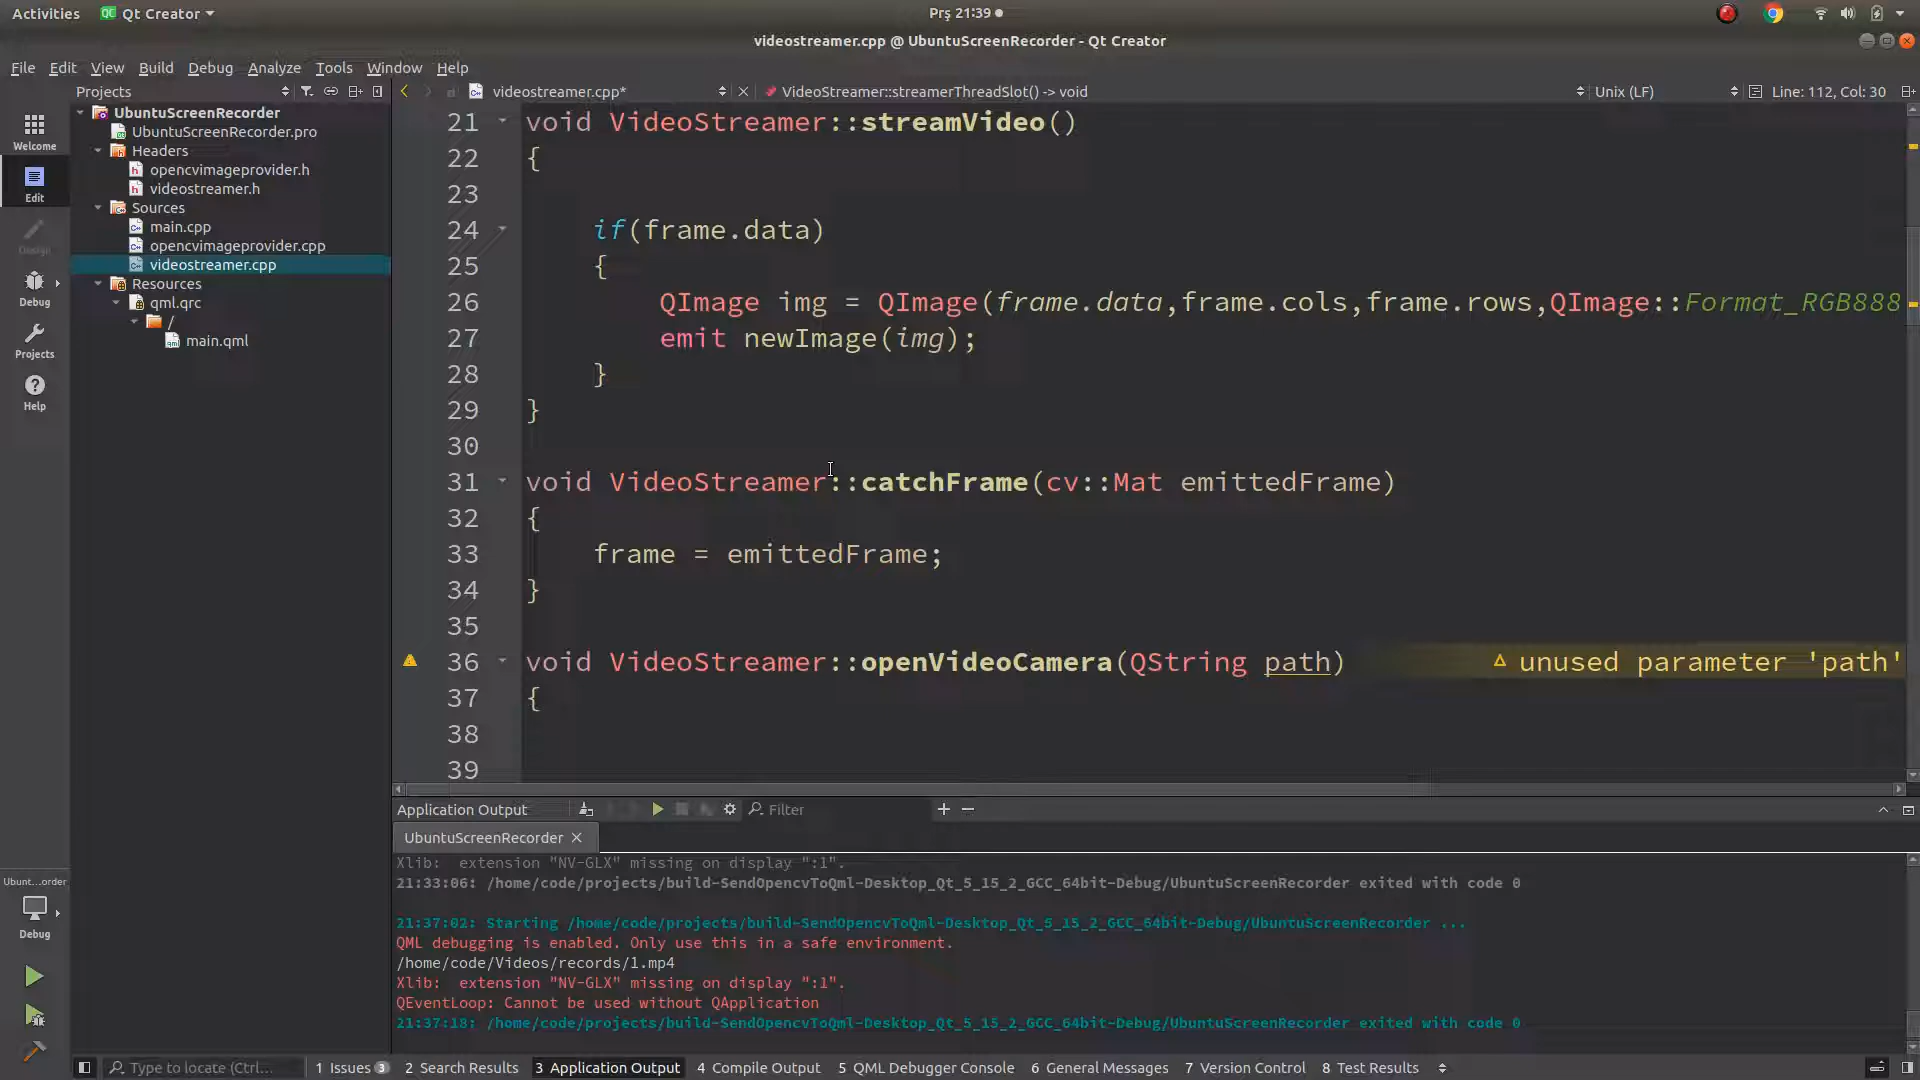 Activities Qt Creator Prş 21:39
videostreamer.cpp @ UbuntuScreenRecorder - Qt Creator
File Edit View Build Debug Analyze Tools Window Help
Projects videostreamer.cpp* VideoStreamer::streamerThreadSlot() -> void Unix (LF) Line: 112, Col: 30
UbuntuScreenRecorder
UbuntuScreenRecorder.pro
Headers
opencvimageprovider.h
videostreamer.h
Sources
main.cpp
opencvimageprovider.cpp
videostreamer.cpp
Resources
qml.qrc
/
main.qml
Welcome
Edit
Design
Debug
Projects
Help
21 void VideoStreamer::streamVideo()
22 {
23
24 if(frame.data)
25 {
26 QImage img = QImage(frame.data,frame.cols,frame.rows,QImage::Format_RGB888
27 emit newImage(img);
28 }
29 }
30
31 void VideoStreamer::catchFrame(cv::Mat emittedFrame)
32 {
33 frame = emittedFrame;
34 }
35
36 void VideoStreamer::openVideoCamera(QString path) unused parameter 'path'
37 {
38
39
Application Output Filter
UbuntuScreenRecorder
Xlib: extension "NV-GLX" missing on display ":1".
21:33:06: /home/code/projects/build-SendOpencvToQml-Desktop_Qt_5_15_2_GCC_64bit-Debug/UbuntuScreenRecorder exited with code 0
21:37:02: Starting /home/code/projects/build-SendOpencvToQml-Desktop_Qt_5_15_2_GCC_64bit-Debug/UbuntuScreenRecorder ...
QML debugging is enabled. Only use this in a safe environment.
/home/code/Videos/records/1.mp4
Xlib: extension "NV-GLX" missing on display ":1".
QEventLoop: Cannot be used without QApplication
21:37:18: /home/code/projects/build-SendOpencvToQml-Desktop_Qt_5_15_2_GCC_64bit-Debug/UbuntuScreenRecorder exited with code 0
Ubunt...order
Debug
Type to locate (Ctrl... 1 Issues 3 2 Search Results 3 Application Output 4 Compile Output 5 QML Debugger Console 6 General Messages 7 Version Control 8 Test Results